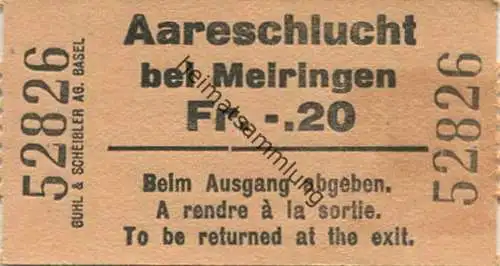 Aareschlucht
bei Meiringen
Fr. -.20
Beim Ausgang abgeben.
A rendre à la sortie.
To be returned at the exit.
52826
GUHL & SCHEIBLER AG. BASEL
52826
heimatsammlung